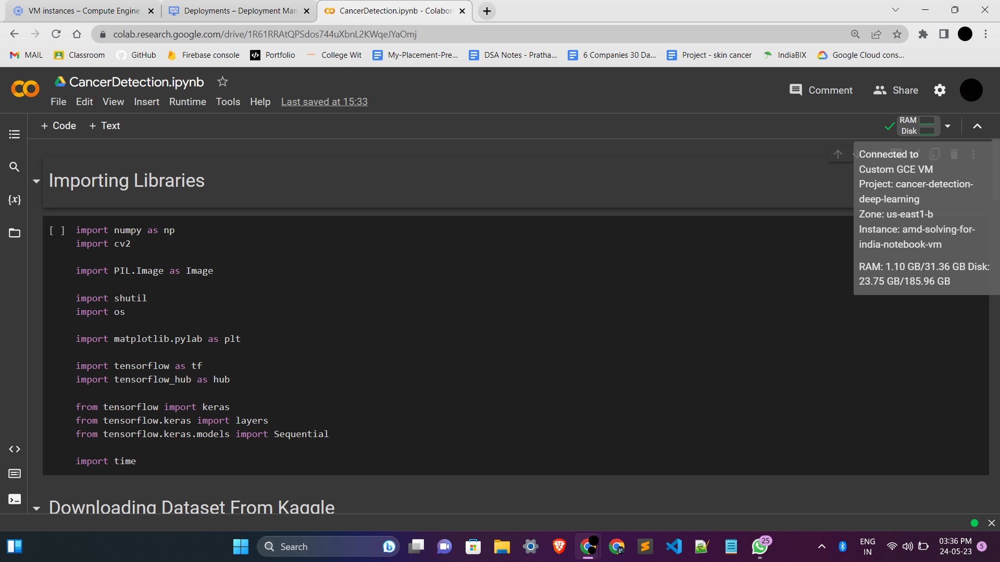 VM instances – Compute Engine
Deployments – Deployment Man
CancerDetection.ipynb - Colabor
colab.research.google.com/drive/1R61RRAtQPSdos744uXbnL2KWqeJYaOmj
MAIL
Classroom
GitHub
Firebase console
Portfolio
College Wit
My-Placement-Pre...
DSA Notes - Pratha...
6 Companies 30 Da...
Project - skin cancer
IndiaBIX
Google Cloud cons...
CancerDetection.ipynb
Comment
Share
File Edit View Insert Runtime Tools Help Last saved at 15:33
+ Code + Text
RAM
Disk
Connected to
Custom GCE VM
Project: cancer-detection-
deep-learning
Zone: us-east1-b
Instance: amd-solving-for-
india-notebook-vm
RAM: 1.10 GB/31.36 GB Disk:
23.75 GB/185.96 GB
{x}
Importing Libraries
[ ] import numpy as np
import cv2
import PIL.Image as Image
import shutil
import os
import matplotlib.pylab as plt
import tensorflow as tf
import tensorflow_hub as hub
from tensorflow import keras
from tensorflow.keras import layers
from tensorflow.keras.models import Sequential
import time
Downloading Dataset From Kaggle
Search
25
ENG
IN
03:36 PM
24-05-23
5